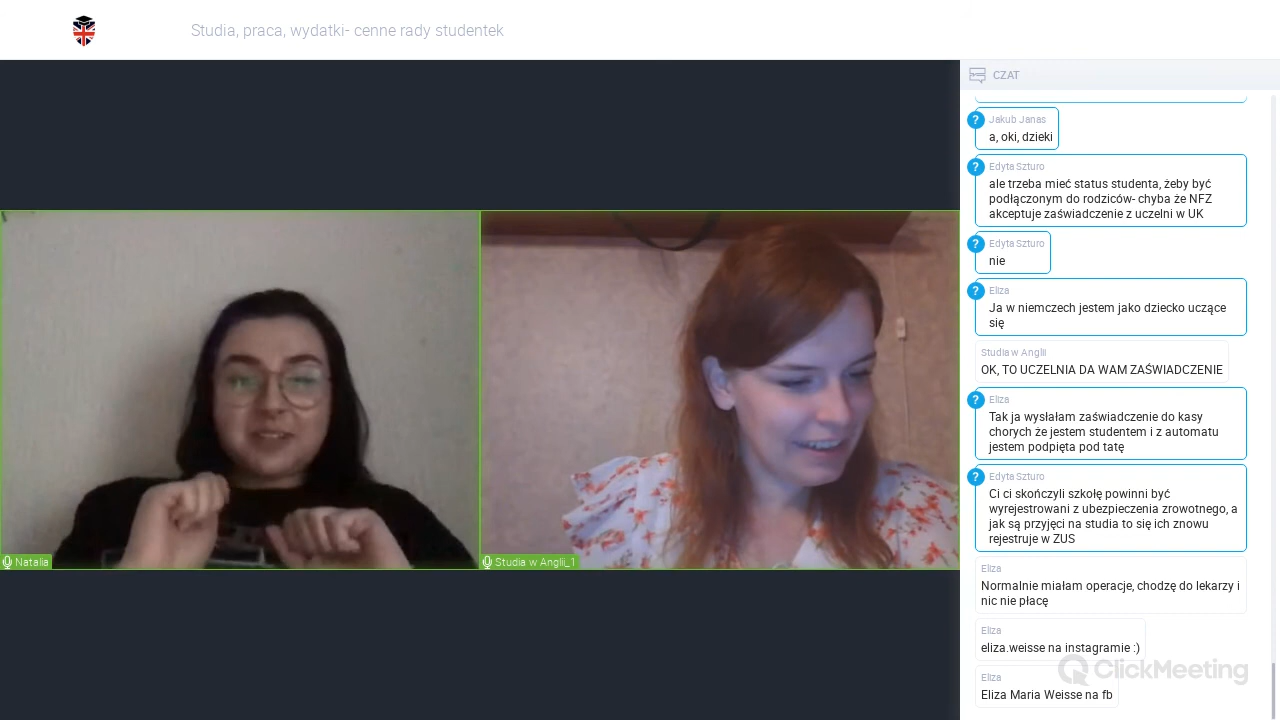 Studia, praca, wydatki- cenne rady studentek
CZAT
Jakub Janas
a, oki, dzieki
Edyta Szturo
ale trzeba mieć status studenta, żeby być
podłączonym do rodziców- chyba że NFZ
akceptuje zaświadczenie z uczelni w UK
Edyta Szturo
nie
Eliza
Ja w niemczech jestem jako dziecko uczące
się
Studia w Anglii
OK, TO UCZELNIA DA WAM ZAŚWIADCZENIE
Eliza
Tak ja wysłałam zaświadczenie do kasy
chorych że jestem studentem i z automatu
jestem podpięta pod tatę
Edyta Szturo
Ci ci skończyli szkołę powinni być
wyrejestrowani z ubezpieczenia zrowotnego, a
jak są przyjęci na studia to się ich znowu
rejestruje w ZUS
Eliza
Normalnie miałam operacje, chodzę do lekarzy i
nic nie płacę
Eliza
eliza.weisse na instagramie :)
Eliza
Eliza Maria Weisse na fb
ClickMeeting
Natalia
Studia w Anglii_1